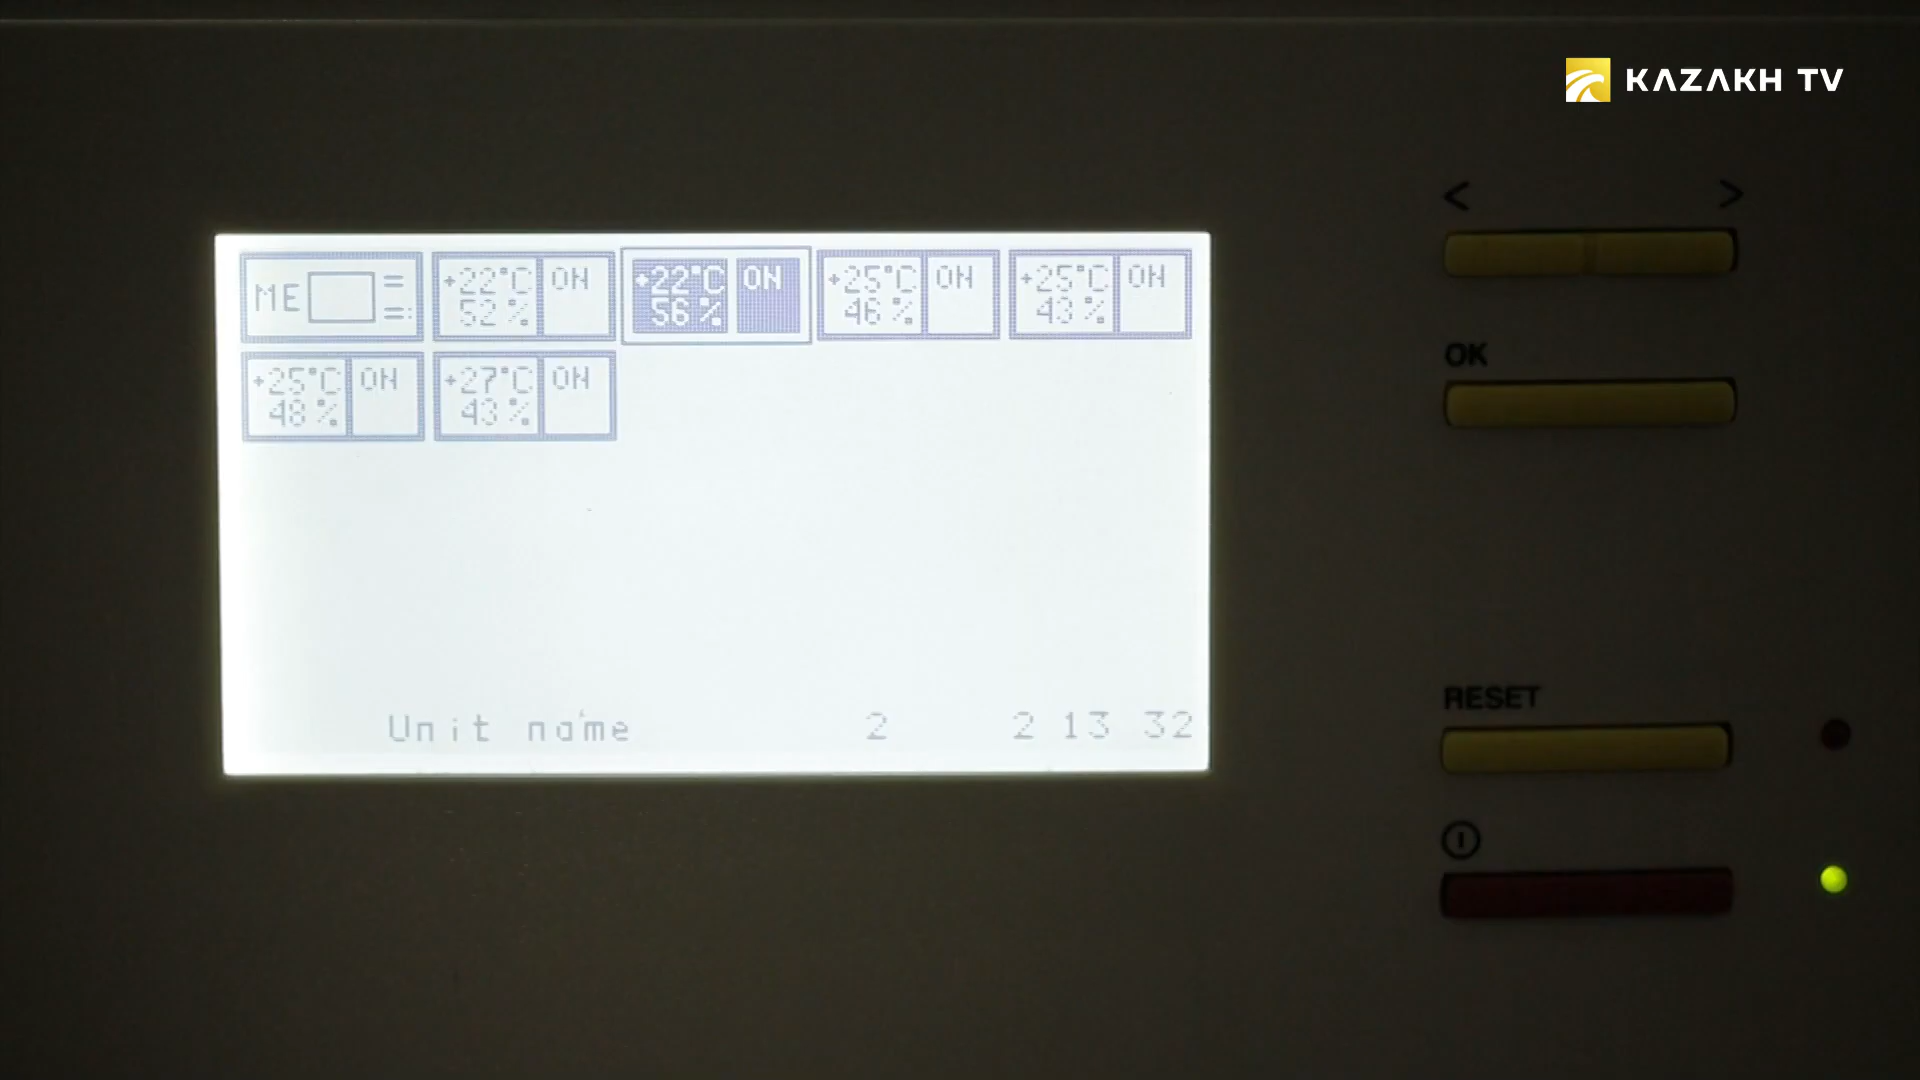 KAZAKH TV
< >
ME
+22°C ON
52%
+22°C ON
56%
+25°C ON
46%
+25°C ON
43%
+25°C ON
48%
+27°C ON
43%
OK
RESET
Unit name 2 2 13 32